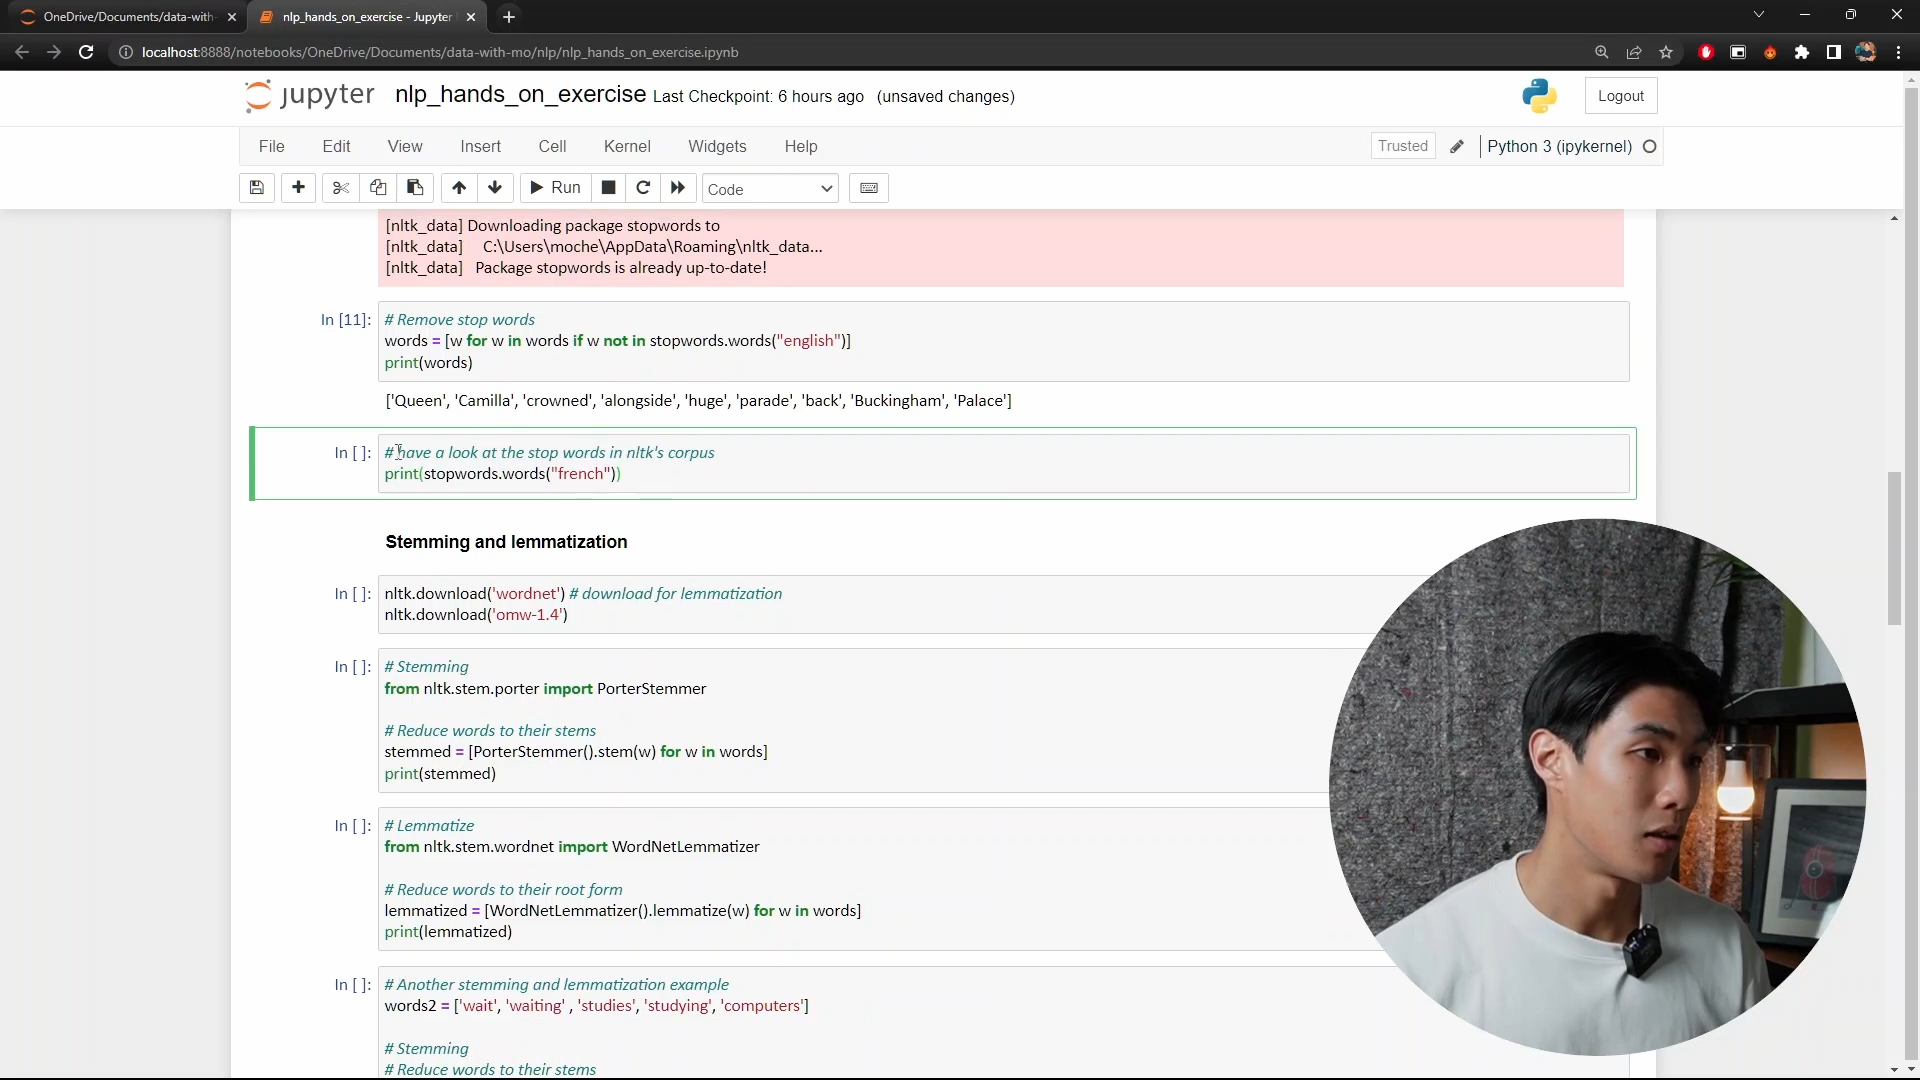 OneDrive/Documents/data-with-
nlp_hands_on_exercise - Jupyter
localhost:8888/notebooks/OneDrive/Documents/data-with-mo/nlp/nlp_hands_on_exercise.ipynb
jupyter nlp_hands_on_exercise Last Checkpoint: 6 hours ago (unsaved changes)
Logout
File Edit View Insert Cell Kernel Widgets Help
Trusted
Python 3 (ipykernel)
Run
Code
[nltk_data] Downloading package stopwords to
[nltk_data] C:\Users\moche\AppData\Roaming\nltk_data...
[nltk_data] Package stopwords is already up-to-date!
In [11]: # Remove stop words
words = [w for w in words if w not in stopwords.words("english")]
print(words)
['Queen', 'Camilla', 'crowned', 'alongside', 'huge', 'parade', 'back', 'Buckingham', 'Palace']
In [ ]: # have a look at the stop words in nltk's corpus
print(stopwords.words("french"))
Stemming and lemmatization
In [ ]: nltk.download('wordnet') # download for lemmatization
nltk.download('omw-1.4')
In [ ]: # Stemming
from nltk.stem.porter import PorterStemmer
# Reduce words to their stems
stemmed = [PorterStemmer().stem(w) for w in words]
print(stemmed)
In [ ]: # Lemmatize
from nltk.stem.wordnet import WordNetLemmatizer
# Reduce words to their root form
lemmatized = [WordNetLemmatizer().lemmatize(w) for w in words]
print(lemmatized)
In [ ]: # Another stemming and lemmatization example
words2 = ['wait', 'waiting' , 'studies', 'studying', 'computers']
# Stemming
# Reduce words to their stems